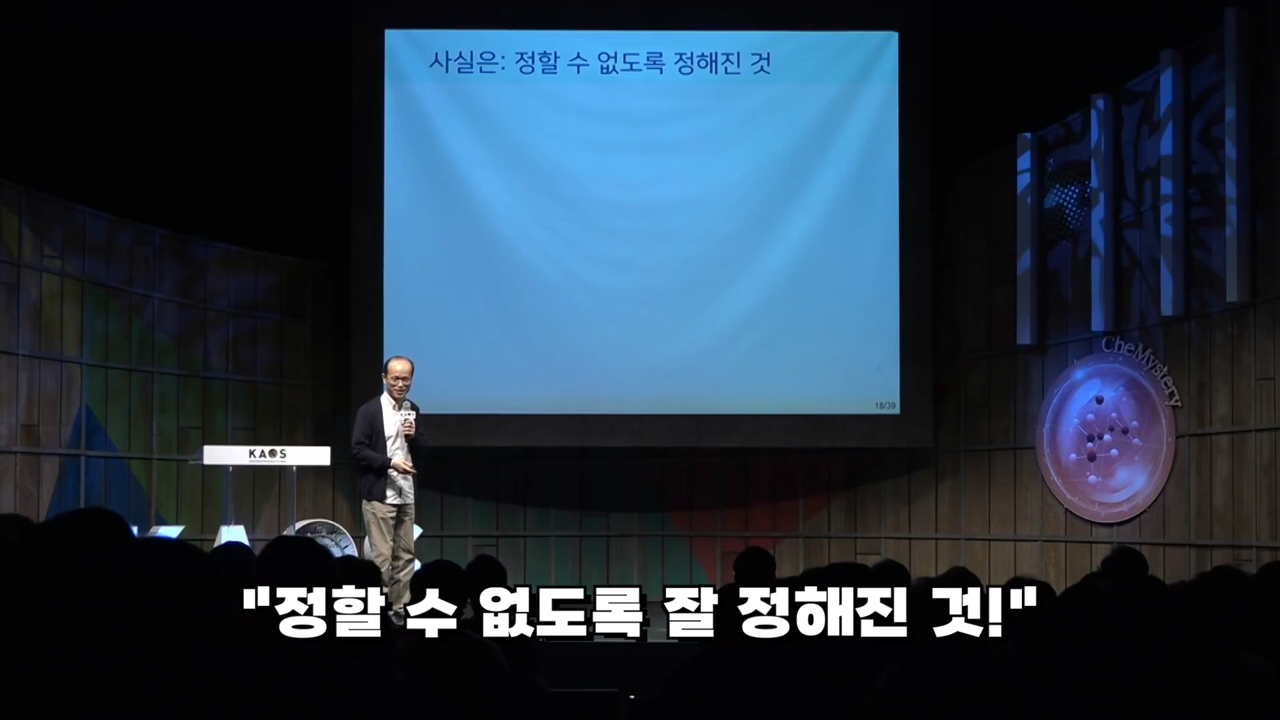 사실은: 정할 수 없도록 정해진 것
18/39
CheMystery
KAOS
KAOS
"정할 수 없도록 잘 정해진 것!"